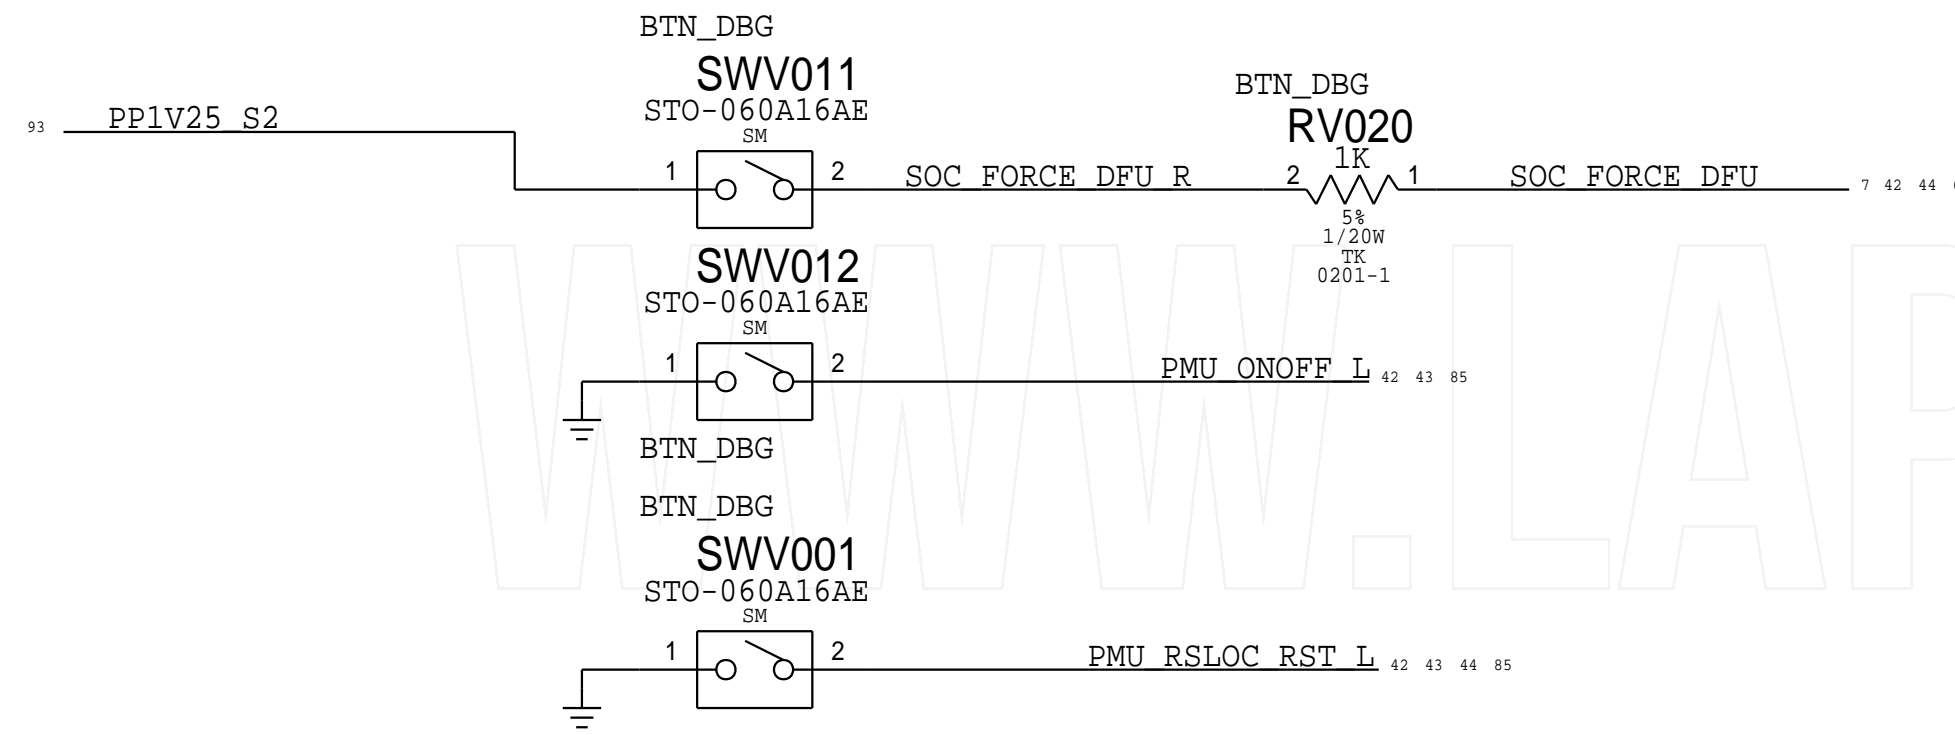 BTN_DBG
SWV011
STO-060A16AE
SM
93 PP1V25_S2
1 2
SOC_FORCE_DFU_R
BTN_DBG
RV020
1K
2 1
5%
1/20W
TK
0201-1
SOC_FORCE_DFU
7 42 44
SWV012
STO-060A16AE
SM
1 2
PMU_ONOFF_L 42 43 85
BTN_DBG
BTN_DBG
SWV001
STO-060A16AE
SM
1 2
PMU_RSLOC_RST_L 42 43 44 85
WWW.LAP